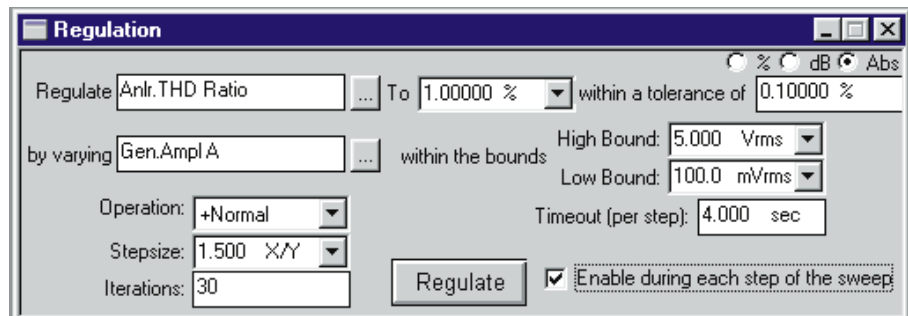 Regulation
% dB Abs
Regulate Anlr.THD Ratio ... To 1.00000 % within a tolerance of 0.10000 %
by varying Gen.Ampl A ... within the bounds High Bound: 5.000 Vrms
Low Bound: 100.0 mVrms
Operation: +Normal Timeout (per step): 4.000 sec
Stepsize: 1.500 X/Y
Iterations: 30 Regulate Enable during each step of the sweep